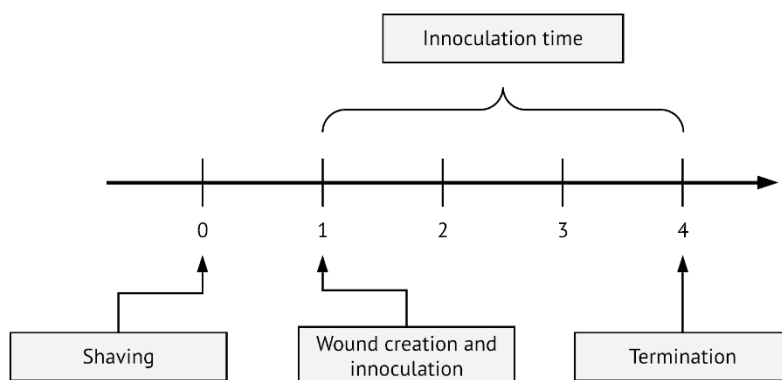 Innoculation time
0 1 2 3 4
Shaving
Wound creation and
innoculation
Termination